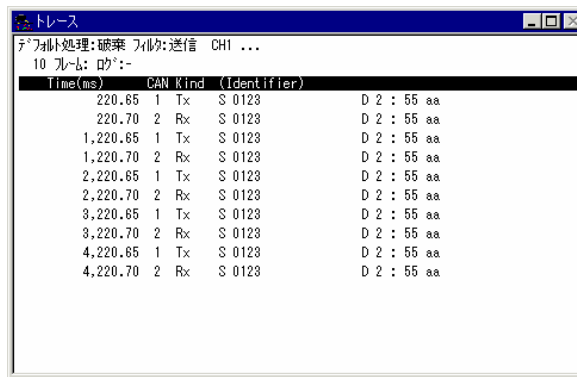 トレース
ﾃﾞﾌｫﾙﾄ処理:破棄 ﾌｨﾙﾀ:送信 CH1 ...
10 ﾌﾚｰﾑ: ﾛｸﾞ:-
Time(ms) CAN Kind (Identifier)
220.65 1 Tx S 0123 D 2 : 55 aa
220.70 2 Rx S 0123 D 2 : 55 aa
1,220.65 1 Tx S 0123 D 2 : 55 aa
1,220.70 2 Rx S 0123 D 2 : 55 aa
2,220.65 1 Tx S 0123 D 2 : 55 aa
2,220.70 2 Rx S 0123 D 2 : 55 aa
3,220.65 1 Tx S 0123 D 2 : 55 aa
3,220.70 2 Rx S 0123 D 2 : 55 aa
4,220.65 1 Tx S 0123 D 2 : 55 aa
4,220.70 2 Rx S 0123 D 2 : 55 aa